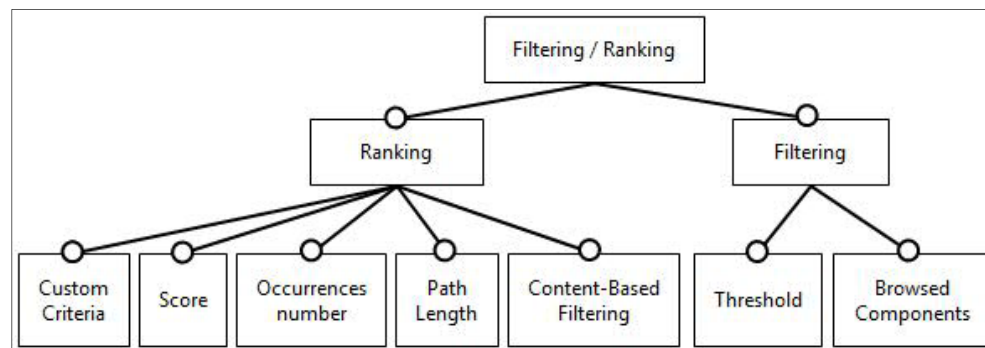 Filtering / Ranking
Ranking
Filtering
Custom
Criteria
Score
Occurrences
number
Path
Length
Content-Based
Filtering
Threshold
Browsed
Components